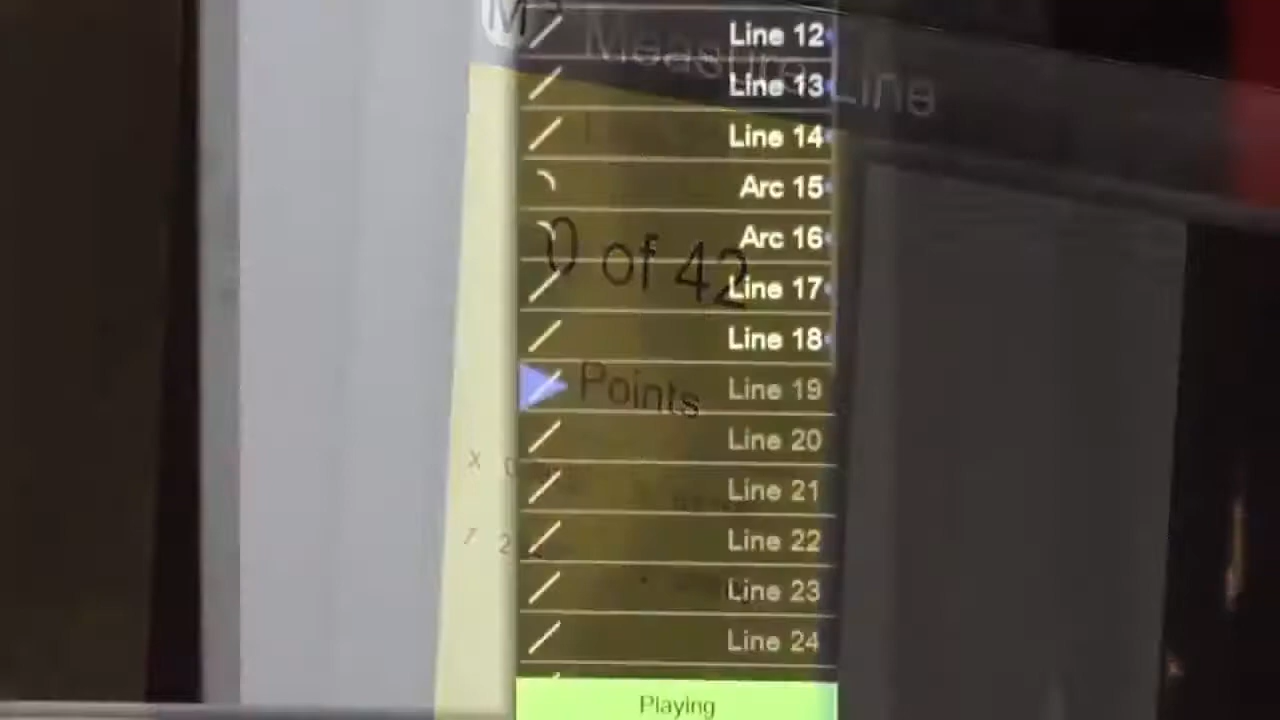 Line 12
Measure Line
Line 13
Line 14
Arc 15
Arc 16
0 of 42
Line 17
Line 18
Points
Line 19
Line 20
Line 21
Line 22
Line 23
Line 24
Playing